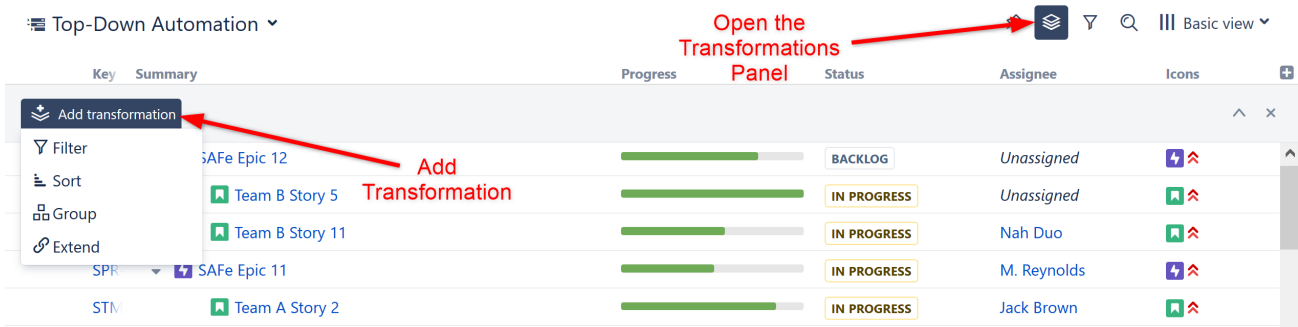 Top-Down Automation
Open the
Transformations
Panel
Basic view
Key Summary Progress Status Assignee Icons
Add transformation
Filter
Sort
Group
Extend
Add
Transformation
SAFe Epic 12 BACKLOG Unassigned
Team B Story 5 IN PROGRESS Unassigned
Team B Story 11 IN PROGRESS Nah Duo
SPR SAFe Epic 11 IN PROGRESS M. Reynolds
STM Team A Story 2 IN PROGRESS Jack Brown